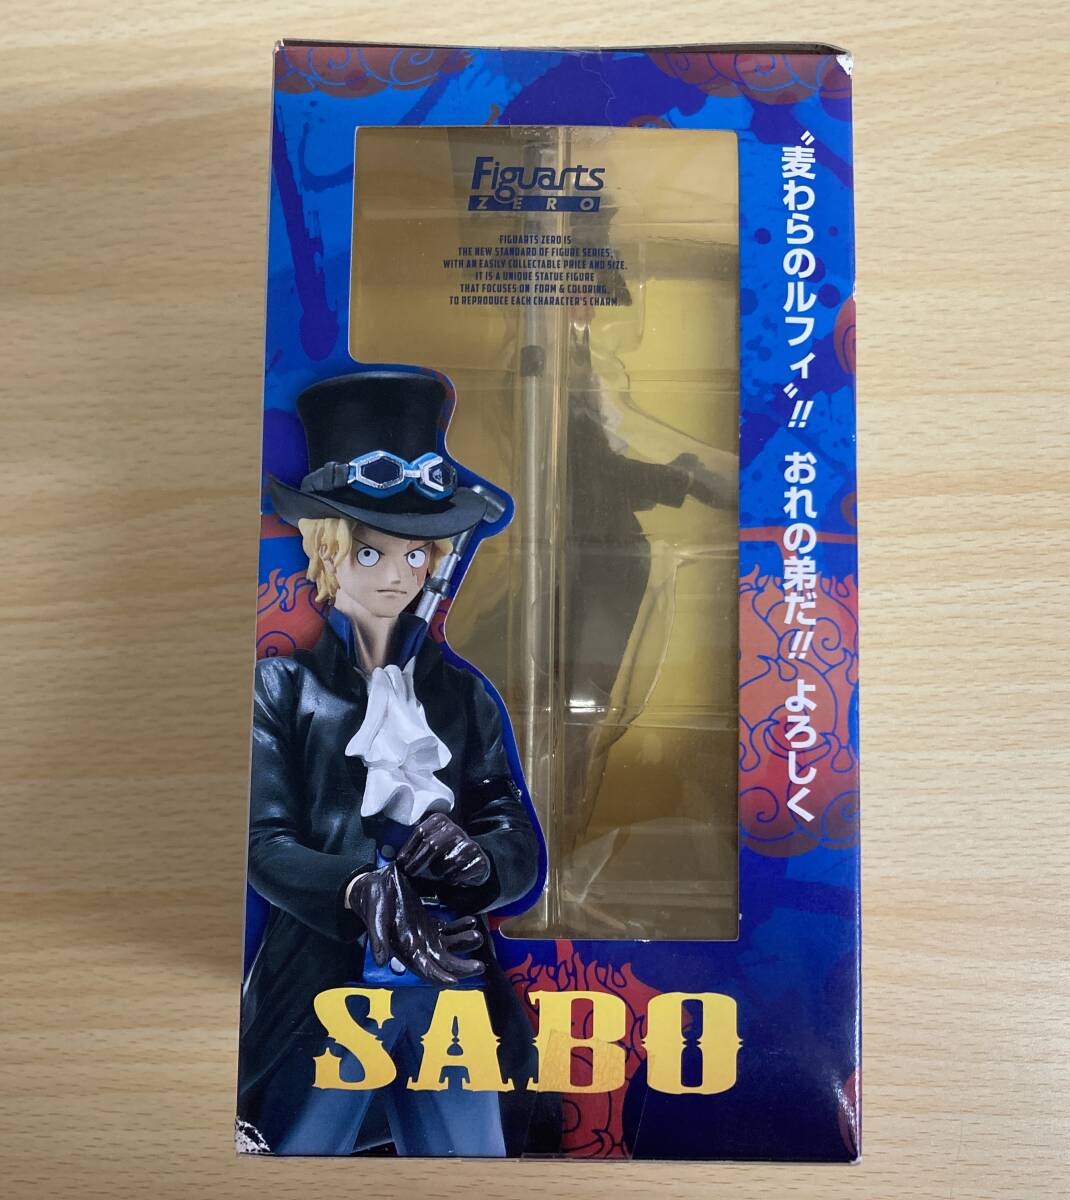 Figuarts
ZERO
FIGUARTS ZERO IS
THE NEW STANDARD OF FIGURE SERIES,
WITH AN EASILY COLLECTABLE PRICE AND SIZE.
IT IS A UNIQUE STATUE FIGURE
THAT FOCUSES ON FORM & COLORING,
TO REPRODUCE EACH CHARACTER'S CHARM.
〝麦わらのルフィ〟!! おれの弟だ!! よろしく
SABO